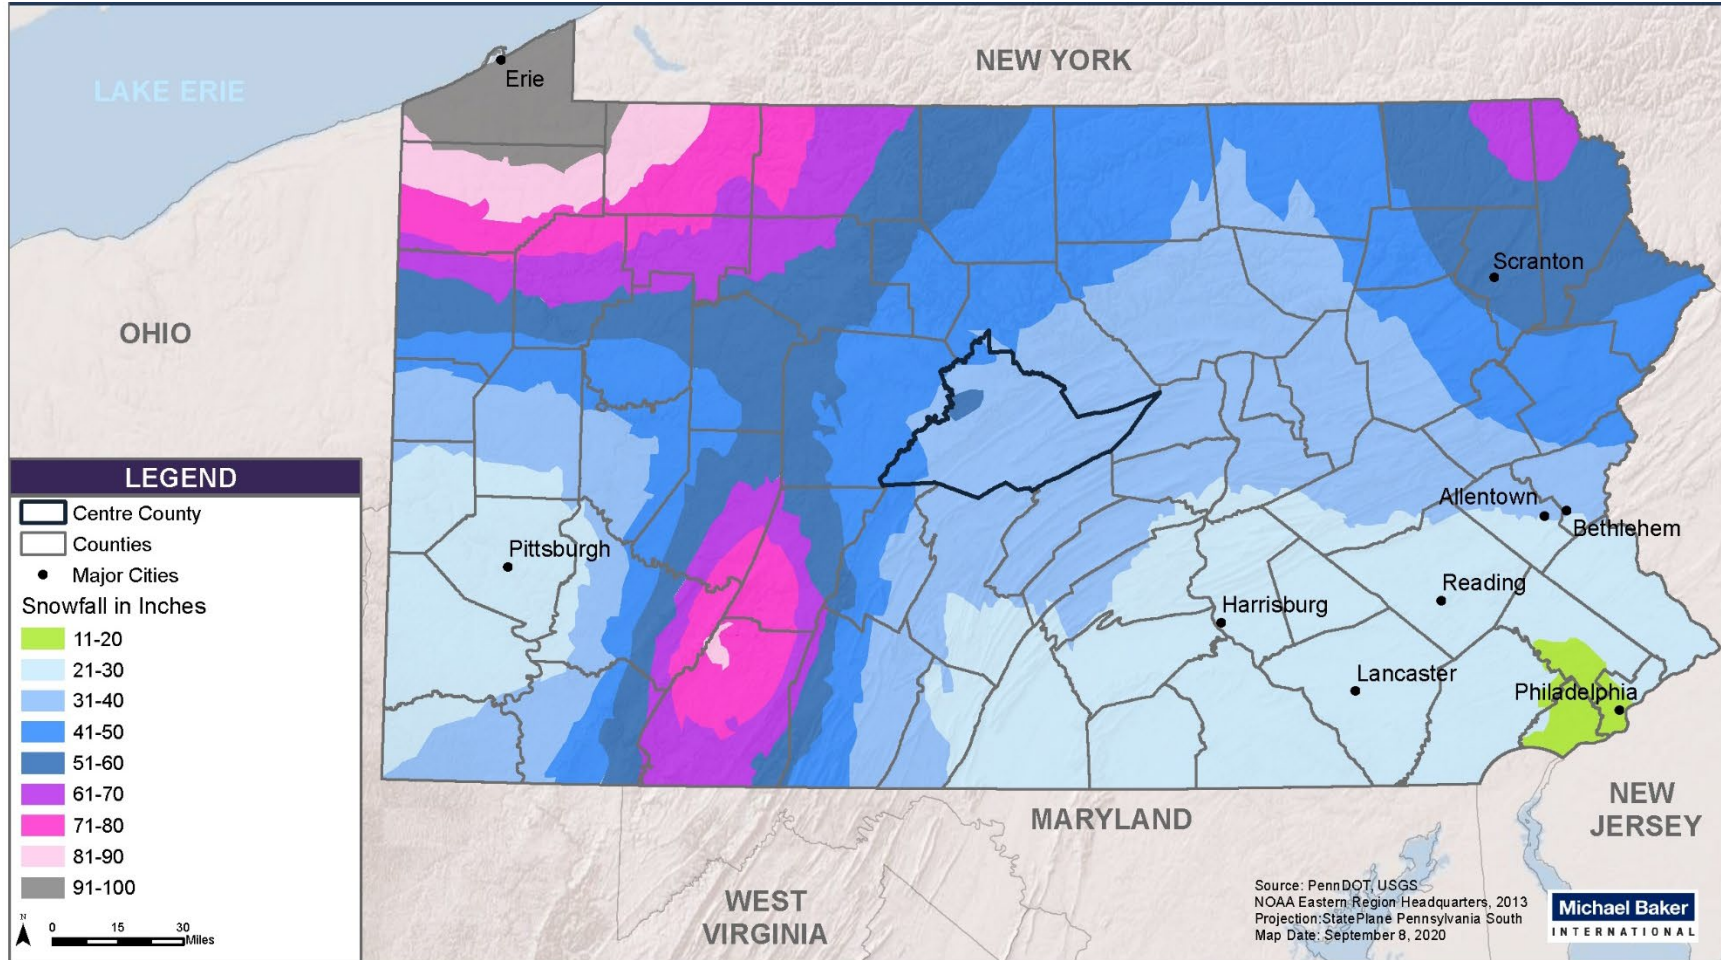 NEW YORK
LAKE ERIE
Erie
Scranton
OHIO
Allentown
Bethlehem
Pittsburgh
Reading
Harrisburg
Lancaster
Philadelphia
MARYLAND
NEW
JERSEY
WEST
VIRGINIA
LEGEND
Centre County
Counties
Major Cities
Snowfall in Inches
11-20
21-30
31-40
41-50
51-60
61-70
71-80
81-90
91-100
N
0 15 30
Miles
Source: PennDOT, USGS
NOAA Eastern Region Headquarters, 2013
Projection:StatePlane Pennsylvania South
Map Date: September 8, 2020
Michael Baker
INTERNATIONAL